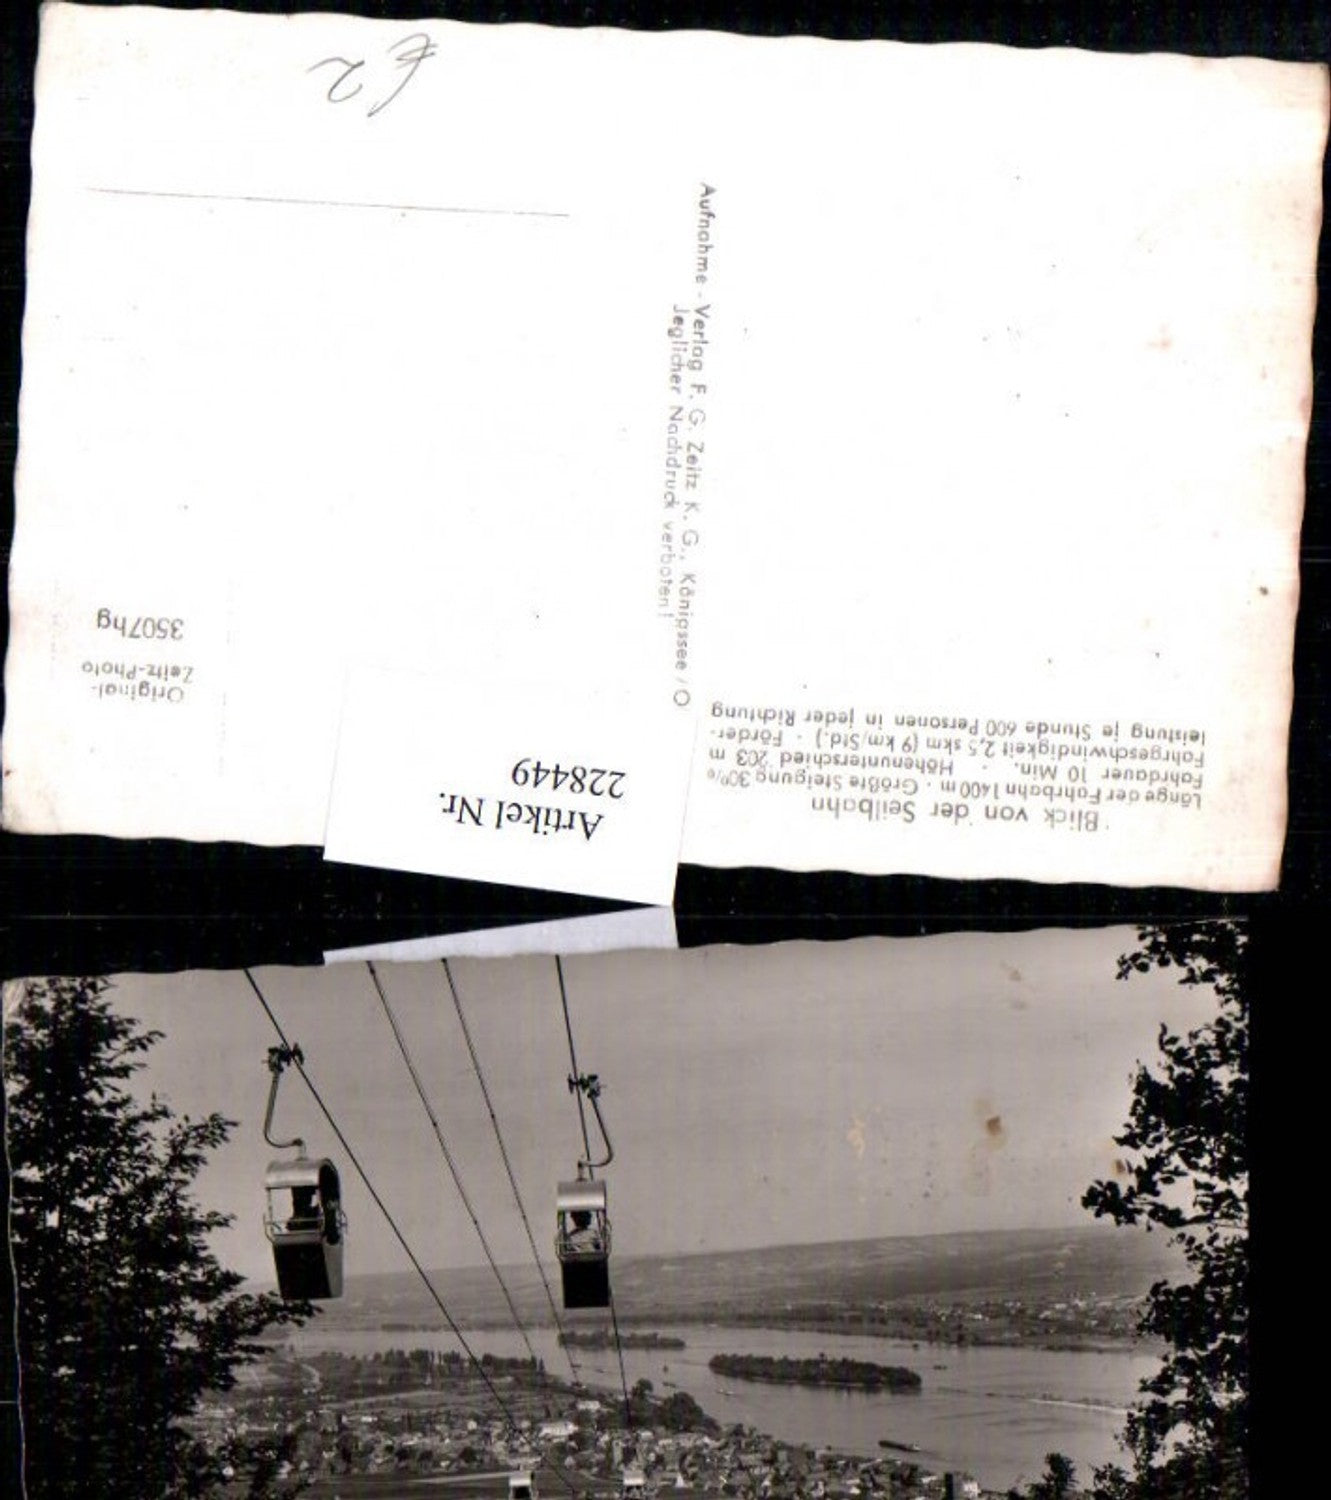 Blick von der Seilbahn
Länge der Fahrbahn 1400 m · Größte Steigung 30%
Fahrdauer 10 Min. · Höhenunterschied 203 m
Fahrgeschwindigkeit 2,5 skm (9 km/Std.) · Förder-
leistung je Stunde 600 Personen in jeder Richtung
Aufnahme - Verlag F. G. Zeitz K. G., Königssee / O
Jeglicher Nachdruck verboten!
Artikel Nr.
228449
Original-
Zeitz-Photo
3507hg
€ 2